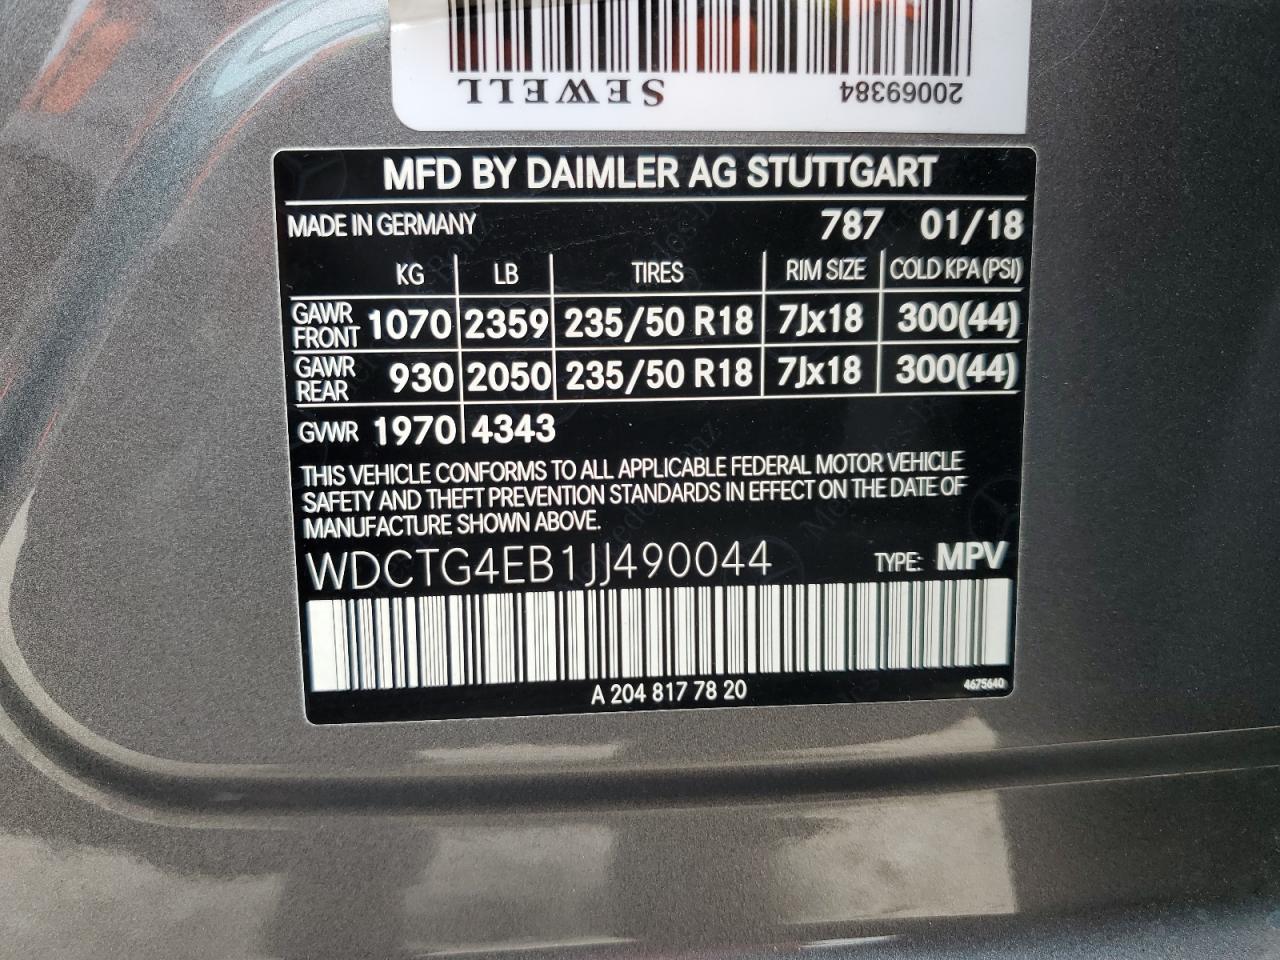 SEWELL 20069384
MFD BY DAIMLER AG STUTTGART
MADE IN GERMANY 787 01/18
KG LB TIRES RIM SIZE COLD KPA (PSI)
GAWR FRONT 1070 2359 235/50 R18 7Jx18 300(44)
GAWR REAR 930 2050 235/50 R18 7Jx18 300(44)
GVWR 1970 4343
THIS VEHICLE CONFORMS TO ALL APPLICABLE FEDERAL MOTOR VEHICLE
SAFETY AND THEFT PREVENTION STANDARDS IN EFFECT ON THE DATE OF
MANUFACTURE SHOWN ABOVE.
WDCTG4EB1JJ490044 TYPE: MPV
A 204 817 78 20 4675640